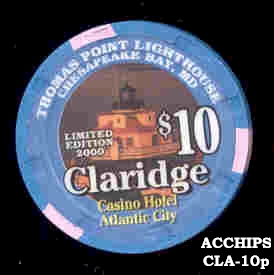 THOMAS POINT LIGHTHOUSE
CHESAPEAKE BAY, MD
LIMITED
EDITION
2000
$10
Claridge
Casino Hotel
Atlantic City
ACCHIPS
CLA-10p